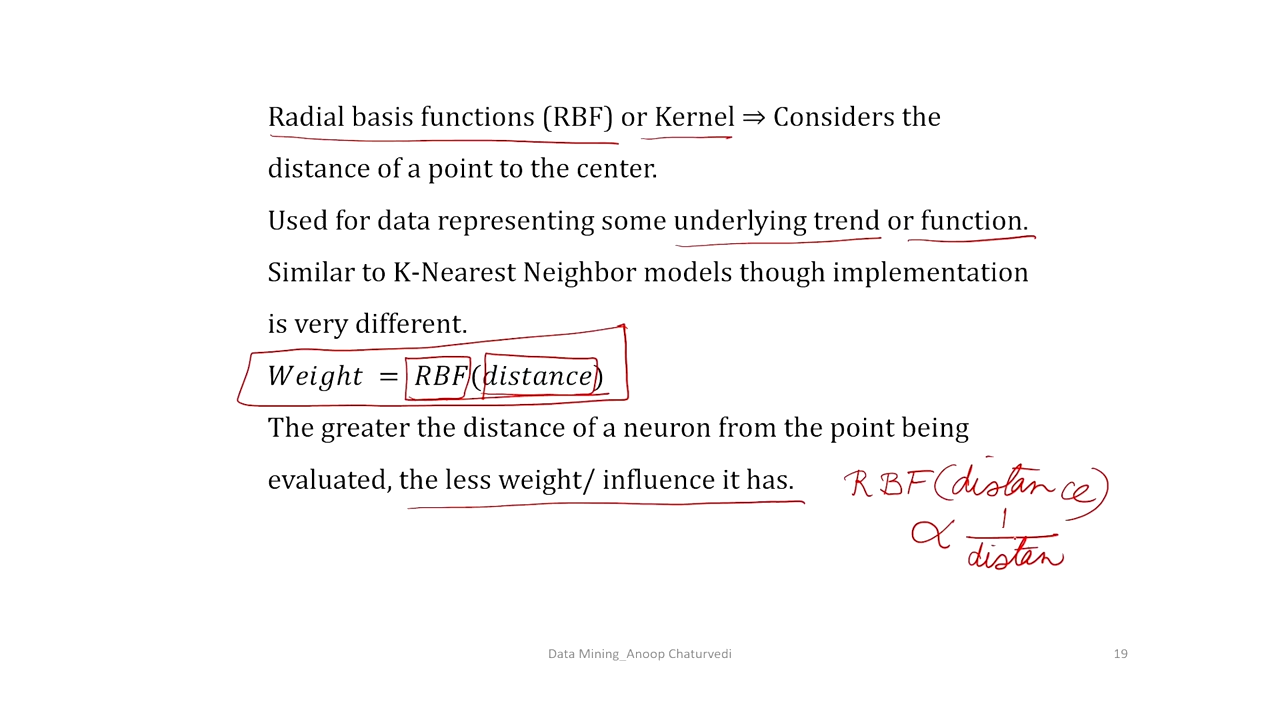 Radial basis functions (RBF) or Kernel ⇒ Considers the
distance of a point to the center.
Used for data representing some underlying trend or function.
Similar to K-Nearest Neighbor models though implementation
is very different.
Weight = RBF(distance)
The greater the distance of a neuron from the point being
evaluated, the less weight/ influence it has.
RBF(distance)
∝ 1/distan
Data Mining_Anoop Chaturvedi
19